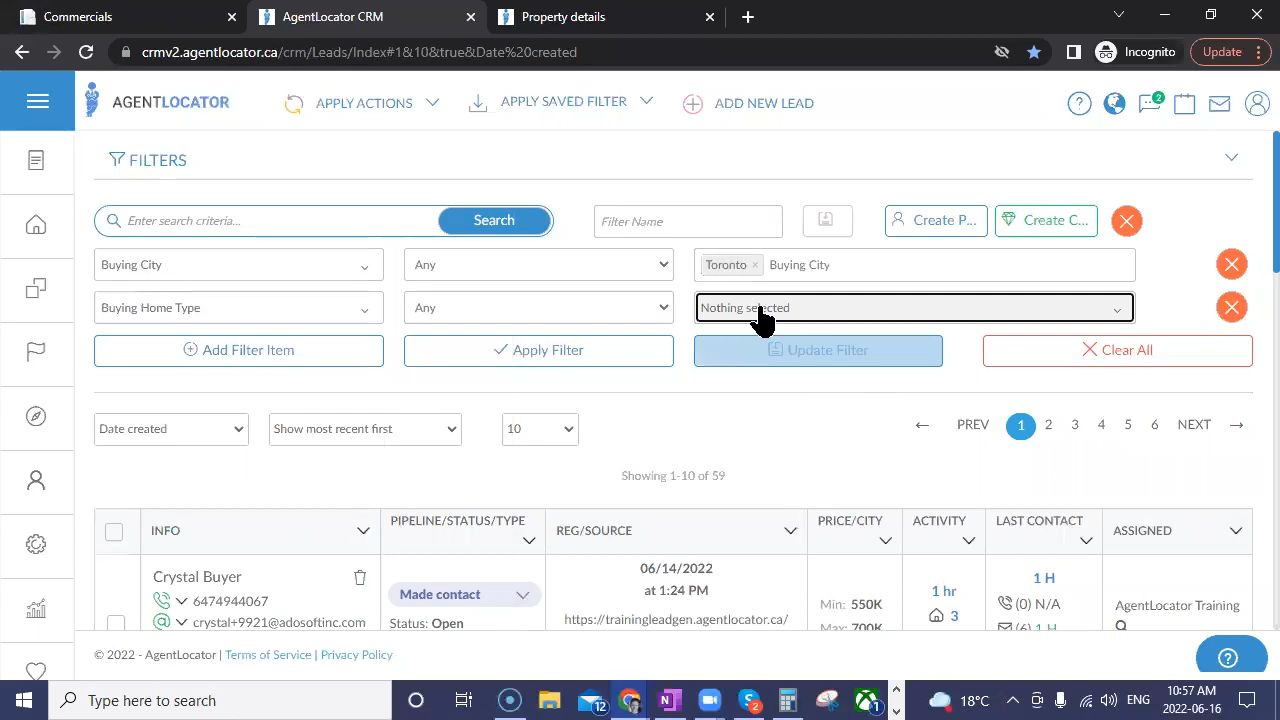 Commercials
AgentLocator CRM
Property details
crmv2.agentlocator.ca/crm/Leads/Index#1&10&true&Date%20created
Incognito
Update
AGENTLOCATOR
APPLY ACTIONS
APPLY SAVED FILTER
ADD NEW LEAD
2
FILTERS
Enter search criteria...
Search
Filter Name
Create P...
Create C...
Buying City
Any
Toronto ×
Buying City
Buying Home Type
Any
Nothing selected
Add Filter Item
Apply Filter
Update Filter
Clear All
Date created
Show most recent first
10
← PREV 1 2 3 4 5 6 NEXT →
Showing 1-10 of 59
INFO
PIPELINE/STATUS/TYPE
REG/SOURCE
PRICE/CITY
ACTIVITY
LAST CONTACT
ASSIGNED
Crystal Buyer
6474944067
crystal+9921@adosoftinc.com
Made contact
Status: Open
06/14/2022
at 1:24 PM
https://trainingleadgen.agentlocator.ca/
Min: 550K
Max: 700K
1 hr
3
1 H
(0) N/A
(6) 1 H
AgentLocator Training
© 2022 - AgentLocator | Terms of Service | Privacy Policy
Type here to search
12
2
1
18°C
ENG
10:57 AM
2022-06-16